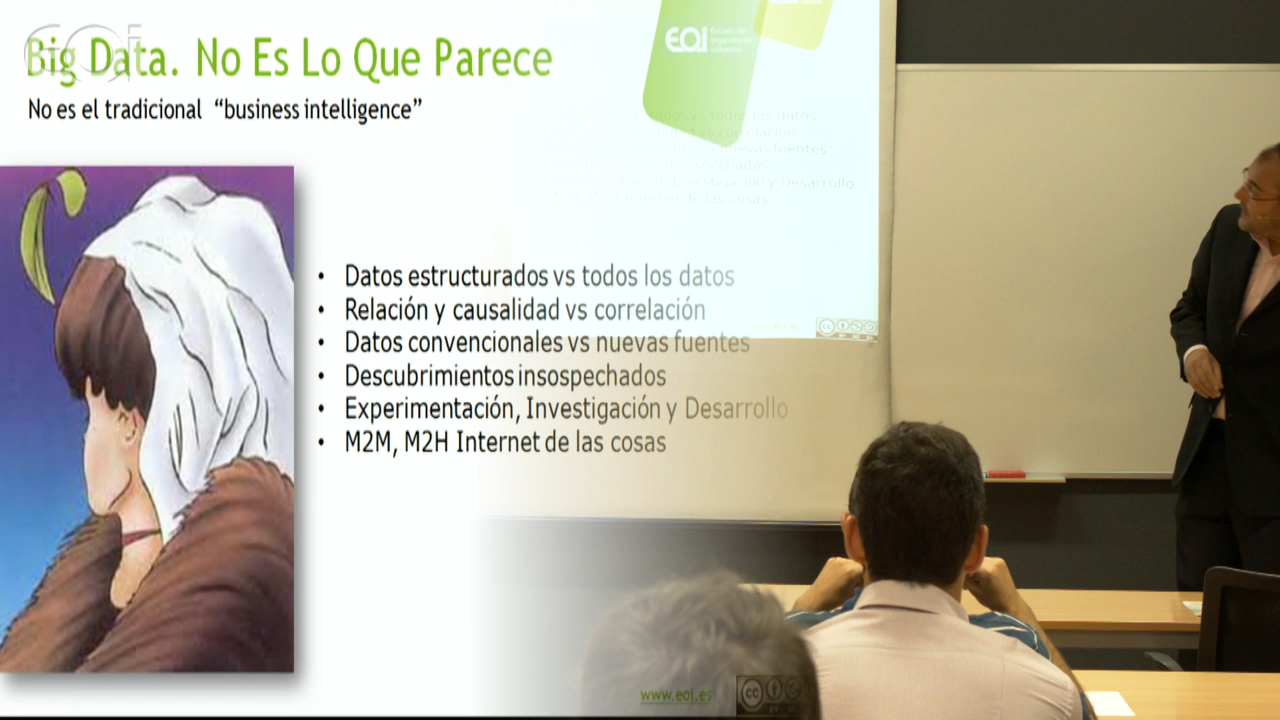 eoi
Big Data. No Es Lo Que Parece
No es el tradicional “business intelligence”
EOI Escuela de
organización
industrial
• Datos estructurados vs todos los datos
• Relación y causalidad vs correlación
• Datos convencionales vs nuevas fuentes
• Descubrimientos insospechados
• Experimentación, Investigación y Desarrollo
• M2M, M2H Internet de las cosas
www.eoi.es
cc